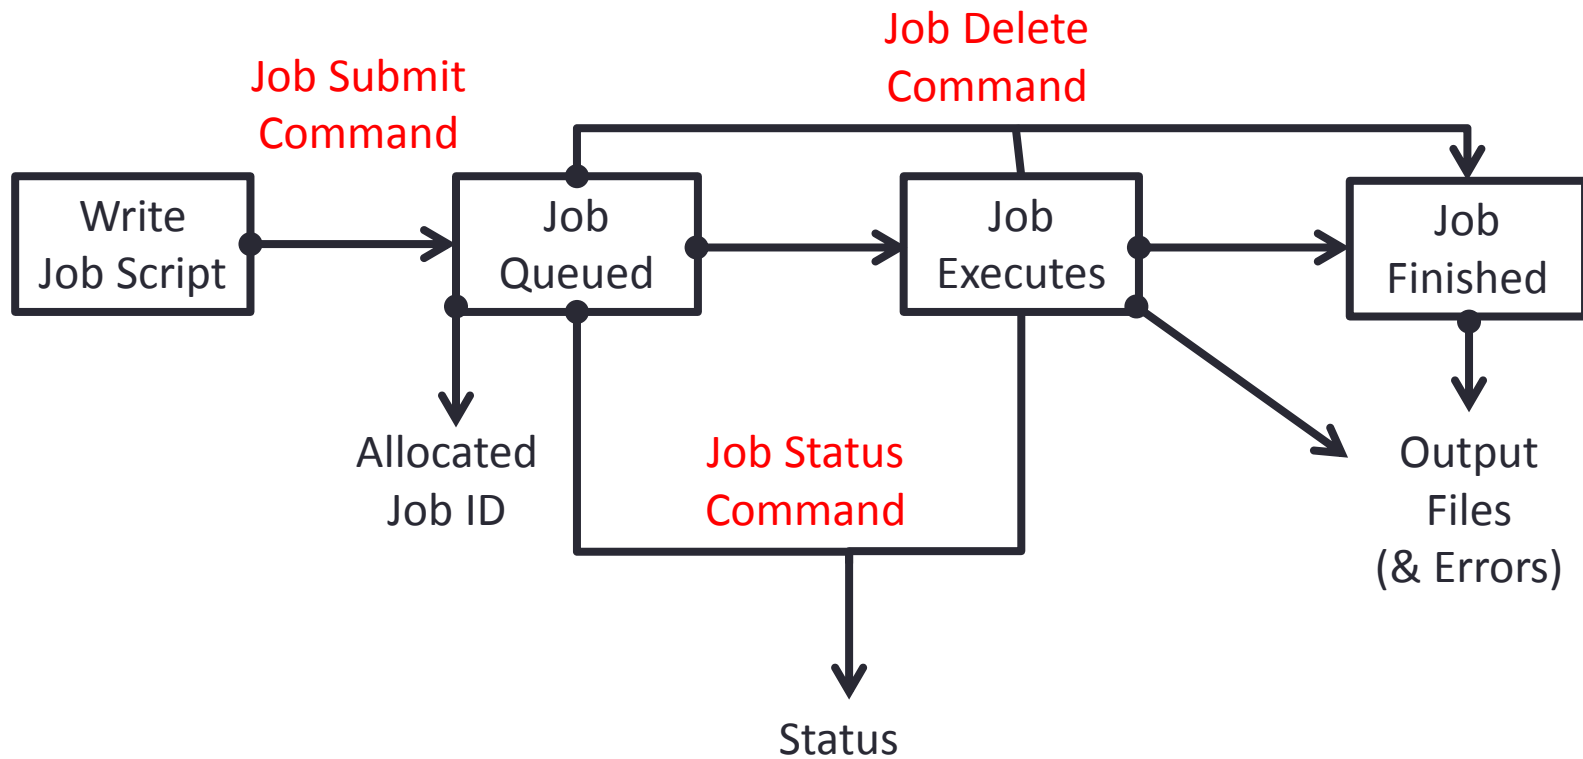 Job Delete
Command
Job Submit
Command
Write
Job Script
Job
Queued
Job
Executes
Job
Finished
Allocated
Job ID
Job Status
Command
Output
Files
(& Errors)
Status